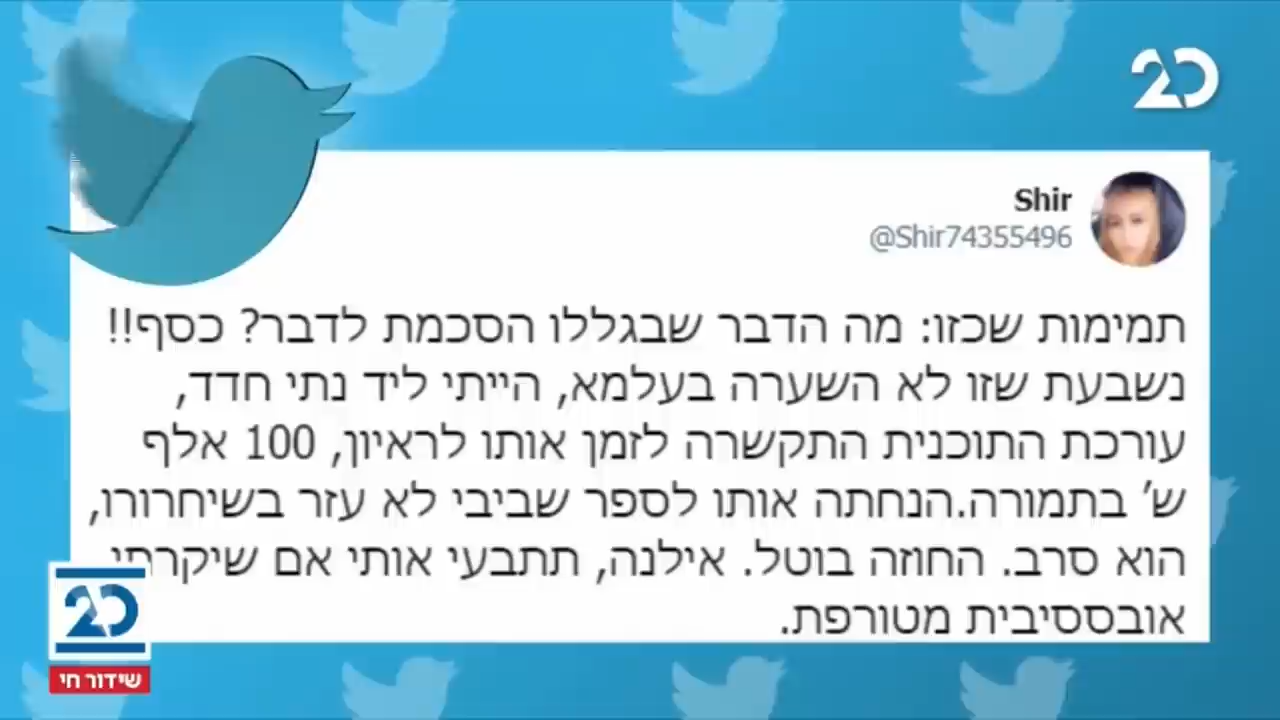 20
Shir
@Shir74355496
תמימות שכזו: מה הדבר שבגללו הסכמת לדבר? כסף!!
נשבעת שזו לא השערה בעלמא, הייתי ליד נתי חדד,
עורכת התוכנית התקשרה לזמן אותו לראיון, 100 אלף
ש' בתמורה.הנחתה אותו לספר שביבי לא עזר בשיחרורו,
הוא סרב. החוזה בוטל. אילנה, תתבעי אותי אם שיקרתי
אובססיבית מטורפת.
20
שידור חי